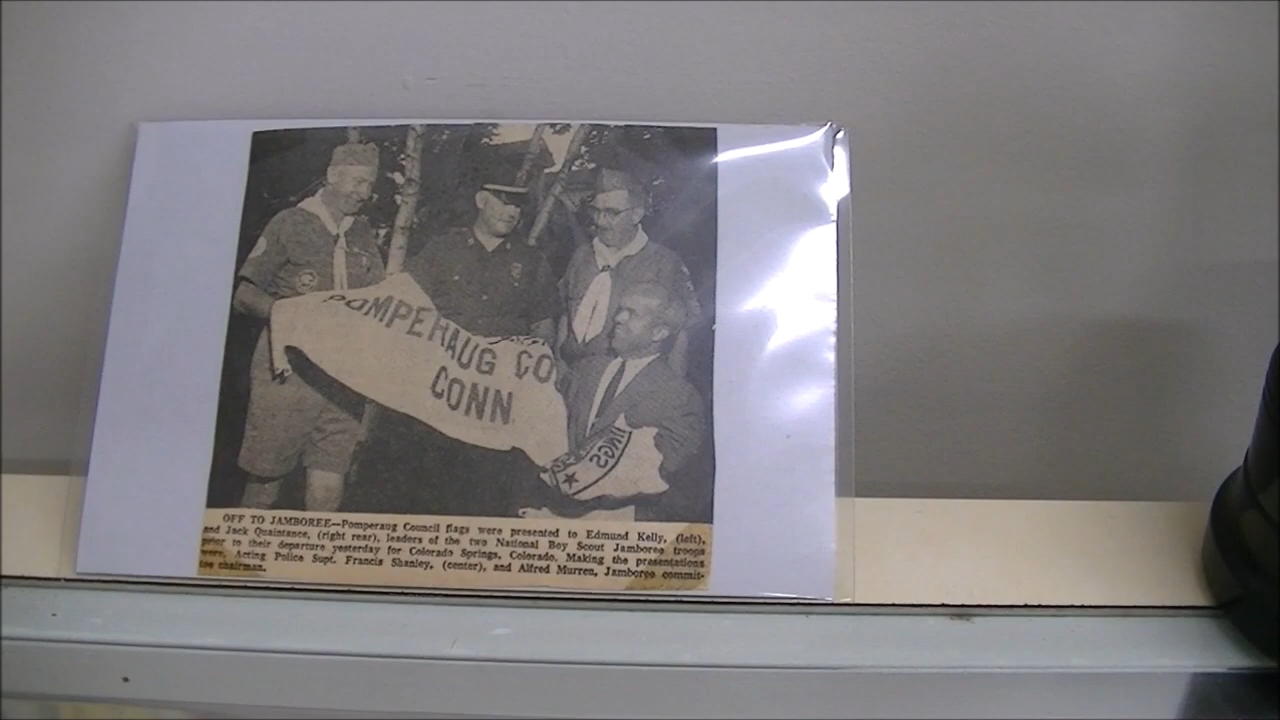 POMPERAUG CO
CONN
INGS
OFF TO JAMBOREE—Pomperaug Council flags were presented to Edmund Kelly, (left),
and Jack Quaintance, (right rear), leaders of the two National Boy Scout Jamboree troops
prior to their departure yesterday for Colorado Springs, Colorado. Making the presentations
were, Acting Police Supt. Francis Shanley, (center), and Alfred Murren, Jamboree commit-
tee chairman.